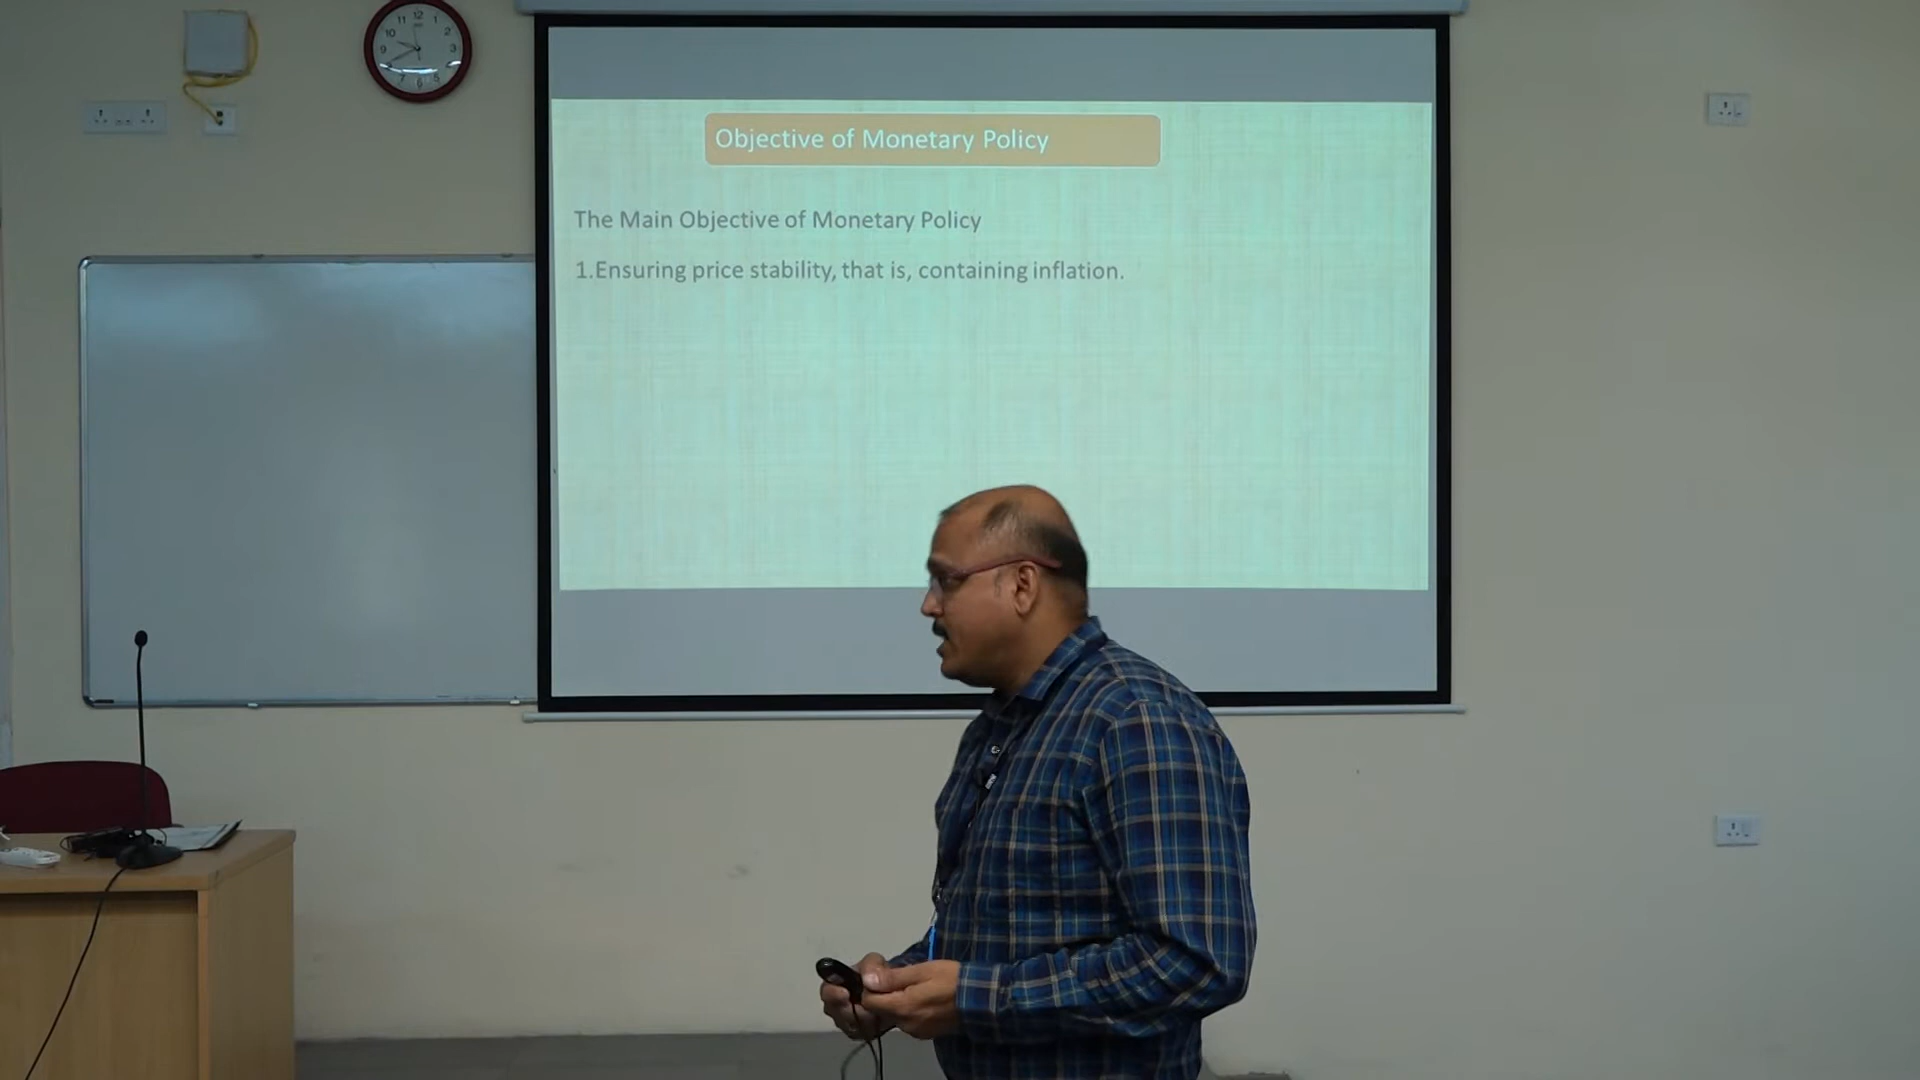 Objective of Monetary Policy
The Main Objective of Monetary Policy
1.Ensuring price stability, that is, containing inflation.